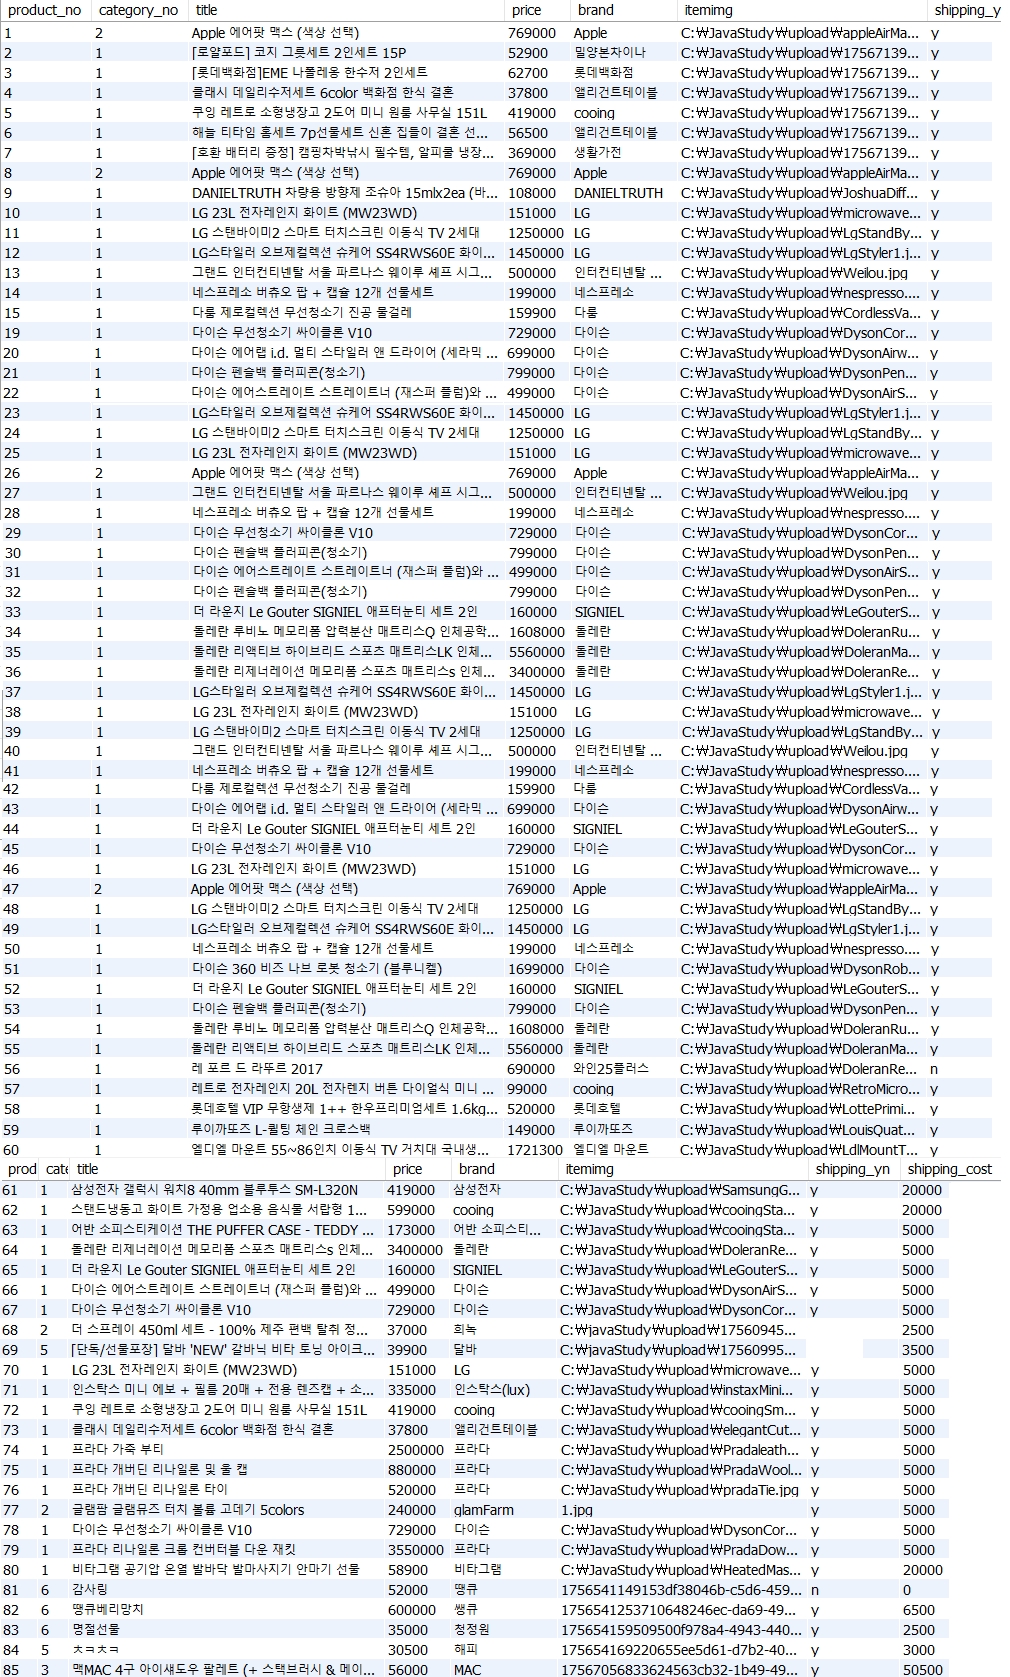 product_no category_no title price brand itemimg shipping_y
1 2 Apple 에어팟 맥스 (색상 선택) 769000 Apple C:₩JavaStudy₩upload₩appleAirMa... y
2 1 [로얄포드] 코지 그릇세트 2인세트 15P 52900 밀양본차이나 C:₩JavaStudy₩upload₩17567139... y
3 1 [롯데백화점]EME 나폴레옹 한수저 2인세트 62700 롯데백화점 C:₩JavaStudy₩upload₩17567139... y
4 1 클래시 데일리수저세트 6color 백화점 한식 결혼 37800 앨리건트테이블 C:₩JavaStudy₩upload₩17567139... y
5 1 쿠잉 레트로 소형냉장고 2도어 미니 원룸 사무실 151L 419000 cooing C:₩JavaStudy₩upload₩17567139... y
6 1 해늘 티타임 홈세트 7p선물세트 신혼 집들이 결혼 선... 56500 앨리건트테이블 C:₩JavaStudy₩upload₩17567139... y
7 1 [호환 배터리 증정] 캠핑차박낚시 필수템, 알피쿨 냉장... 369000 생활가전 C:₩JavaStudy₩upload₩17567139... y
8 2 Apple 에어팟 맥스 (색상 선택) 769000 Apple C:₩JavaStudy₩upload₩appleAirMa... y
9 1 DANIELTRUTH 차량용 방향제 조슈아 15mlx2ea (바... 108000 DANIELTRUTH C:₩JavaStudy₩upload₩JoshuaDiff... y
10 1 LG 23L 전자레인지 화이트 (MW23WD) 151000 LG C:₩JavaStudy₩upload₩microwave... y
11 1 LG 스탠바이미2 스마트 터치스크린 이동식 TV 2세대 1250000 LG C:₩JavaStudy₩upload₩LgStandBy... y
12 1 LG스타일러 오브제컬렉션 슈케어 SS4RWS60E 화이... 1450000 LG C:₩JavaStudy₩upload₩LgStyler1.j... y
13 1 그랜드 인터컨티넨탈 서울 파르나스 웨이루 셰프 시그... 500000 인터컨티넨탈 ... C:₩JavaStudy₩upload₩Weilou.jpg y
14 1 네스프레소 버츄오 팝 + 캡슐 12개 선물세트 199000 네스프레소 C:₩JavaStudy₩upload₩nespresso.... y
15 1 다룸 제로컬렉션 무선청소기 진공 물걸레 159900 다룸 C:₩JavaStudy₩upload₩CordlessVa... y
19 1 다이슨 무선청소기 싸이클론 V10 729000 다이슨 C:₩JavaStudy₩upload₩DysonCor... y
20 1 다이슨 에어랩 i.d. 멀티 스타일러 앤 드라이어 (세라믹 ... 699000 다이슨 C:₩JavaStudy₩upload₩DysonAirw... y
21 1 다이슨 펜슬백 플러피콘(청소기) 799000 다이슨 C:₩JavaStudy₩upload₩DysonPen... y
22 1 다이슨 에어스트레이트 스트레이트너 (재스퍼 플럼)와 ... 499000 다이슨 C:₩JavaStudy₩upload₩DysonAirS... y
23 1 LG스타일러 오브제컬렉션 슈케어 SS4RWS60E 화이... 1450000 LG C:₩JavaStudy₩upload₩LgStyler1.j... y
24 1 LG 스탠바이미2 스마트 터치스크린 이동식 TV 2세대 1250000 LG C:₩JavaStudy₩upload₩LgStandBy... y
25 1 LG 23L 전자레인지 화이트 (MW23WD) 151000 LG C:₩JavaStudy₩upload₩microwave... y
26 2 Apple 에어팟 맥스 (색상 선택) 769000 Apple C:₩JavaStudy₩upload₩appleAirMa... y
27 1 그랜드 인터컨티넨탈 서울 파르나스 웨이루 셰프 시그... 500000 인터컨티넨탈 ... C:₩JavaStudy₩upload₩Weilou.jpg y
28 1 네스프레소 버츄오 팝 + 캡슐 12개 선물세트 199000 네스프레소 C:₩JavaStudy₩upload₩nespresso.... y
29 1 다이슨 무선청소기 싸이클론 V10 729000 다이슨 C:₩JavaStudy₩upload₩DysonCor... y
30 1 다이슨 펜슬백 플러피콘(청소기) 799000 다이슨 C:₩JavaStudy₩upload₩DysonPen... y
31 1 다이슨 에어스트레이트 스트레이트너 (재스퍼 플럼)와 ... 499000 다이슨 C:₩JavaStudy₩upload₩DysonAirS... y
32 1 다이슨 펜슬백 플러피콘(청소기) 799000 다이슨 C:₩JavaStudy₩upload₩DysonPen... y
33 1 더 라운지 Le Gouter SIGNIEL 애프터눈티 세트 2인 160000 SIGNIEL C:₩JavaStudy₩upload₩LeGouterS... y
34 1 돌레란 루비노 메모리폼 압력분산 매트리스Q 인체공학... 1608000 돌레란 C:₩JavaStudy₩upload₩DoleranRu... y
35 1 돌레란 리액티브 하이브리드 스포츠 매트리스LK 인체... 5560000 돌레란 C:₩JavaStudy₩upload₩DoleranMa... y
36 1 돌레란 리제너레이션 메모리폼 스포츠 매트리스s 인체... 3400000 돌레란 C:₩JavaStudy₩upload₩DoleranRe... y
37 1 LG스타일러 오브제컬렉션 슈케어 SS4RWS60E 화이... 1450000 LG C:₩JavaStudy₩upload₩LgStyler1.j... y
38 1 LG 23L 전자레인지 화이트 (MW23WD) 151000 LG C:₩JavaStudy₩upload₩microwave... y
39 1 LG 스탠바이미2 스마트 터치스크린 이동식 TV 2세대 1250000 LG C:₩JavaStudy₩upload₩LgStandBy... y
40 1 그랜드 인터컨티넨탈 서울 파르나스 웨이루 셰프 시그... 500000 인터컨티넨탈 ... C:₩JavaStudy₩upload₩Weilou.jpg y
41 1 네스프레소 버츄오 팝 + 캡슐 12개 선물세트 199000 네스프레소 C:₩JavaStudy₩upload₩nespresso.... y
42 1 다룸 제로컬렉션 무선청소기 진공 물걸레 159900 다룸 C:₩JavaStudy₩upload₩CordlessVa... y
43 1 다이슨 에어랩 i.d. 멀티 스타일러 앤 드라이어 (세라믹 ... 699000 다이슨 C:₩JavaStudy₩upload₩DysonAirw... y
44 1 더 라운지 Le Gouter SIGNIEL 애프터눈티 세트 2인 160000 SIGNIEL C:₩JavaStudy₩upload₩LeGouterS... y
45 1 다이슨 무선청소기 싸이클론 V10 729000 다이슨 C:₩JavaStudy₩upload₩DysonCor... y
46 1 LG 23L 전자레인지 화이트 (MW23WD) 151000 LG C:₩JavaStudy₩upload₩microwave... y
47 2 Apple 에어팟 맥스 (색상 선택) 769000 Apple C:₩JavaStudy₩upload₩appleAirMa... y
48 1 LG 스탠바이미2 스마트 터치스크린 이동식 TV 2세대 1250000 LG C:₩JavaStudy₩upload₩LgStandBy... y
49 1 LG스타일러 오브제컬렉션 슈케어 SS4RWS60E 화이... 1450000 LG C:₩JavaStudy₩upload₩LgStyler1.j... y
50 1 네스프레소 버츄오 팝 + 캡슐 12개 선물세트 199000 네스프레소 C:₩JavaStudy₩upload₩nespresso.... y
51 1 다이슨 360 비즈 나브 로봇 청소기 (블루니켈) 1699000 다이슨 C:₩JavaStudy₩upload₩DysonRob... y
52 1 더 라운지 Le Gouter SIGNIEL 애프터눈티 세트 2인 160000 SIGNIEL C:₩JavaStudy₩upload₩LeGouterS... y
53 1 다이슨 펜슬백 플러피콘(청소기) 799000 다이슨 C:₩JavaStudy₩upload₩DysonPen... y
54 1 돌레란 루비노 메모리폼 압력분산 매트리스Q 인체공학... 1608000 돌레란 C:₩JavaStudy₩upload₩DoleranRu... y
55 1 돌레란 리액티브 하이브리드 스포츠 매트리스LK 인체... 5560000 돌레란 C:₩JavaStudy₩upload₩DoleranMa... y
56 1 레 포르 드 라뚜르 2017 690000 와인25플러스 C:₩JavaStudy₩upload₩DoleranRe... n
57 1 레트로 전자레인지 20L 전자렌지 버튼 다이얼식 미니 ... 99000 cooing C:₩JavaStudy₩upload₩RetroMicro... y
58 1 롯데호텔 VIP 무항생제 1++ 한우프리미엄세트 1.6kg... 520000 롯데호텔 C:₩JavaStudy₩upload₩LottePrimi... y
59 1 루이까또즈 L-퀼팅 체인 크로스백 149000 루이까또즈 C:₩JavaStudy₩upload₩LouisQuat... y
60 1 엘디엘 마운트 55~86인치 이동식 TV 거치대 국내생... 1721300 엘디엘 마운트 C:₩JavaStudy₩upload₩LdlMountT... y
prod cate title price brand itemimg shipping_yn shipping_cost
61 1 삼성전자 갤럭시 워치8 40mm 블루투스 SM-L320N 419000 삼성전자 C:₩JavaStudy₩upload₩SamsungG... y 20000
62 1 스탠드냉동고 화이트 가정용 업소용 음식물 서랍형 1... 599000 cooing C:₩JavaStudy₩upload₩cooingSta... y 20000
63 1 어반 소피스티케이션 THE PUFFER CASE - TEDDY ... 173000 어반 소피스티... C:₩JavaStudy₩upload₩cooingSta... y 5000
64 1 돌레란 리제너레이션 메모리폼 스포츠 매트리스s 인체... 3400000 돌레란 C:₩JavaStudy₩upload₩DoleranRe... y 5000
65 1 더 라운지 Le Gouter SIGNIEL 애프터눈티 세트 2인 160000 SIGNIEL C:₩JavaStudy₩upload₩LeGouterS... y 5000
66 1 다이슨 에어스트레이트 스트레이트너 (재스퍼 플럼)와 ... 499000 다이슨 C:₩JavaStudy₩upload₩DysonAirS... y 5000
67 1 다이슨 무선청소기 싸이클론 V10 729000 다이슨 C:₩JavaStudy₩upload₩DysonCor... y 5000
68 2 더 스프레이 450ml 세트 - 100% 제주 편백 탈취 정... 37000 희녹 C:₩javaStudy₩upload₩17560945... 2500
69 5 [단독/선물포장] 달바 'NEW' 갈바닉 비타 토닝 아이크... 39900 달바 C:₩javaStudy₩upload₩17560995... 3500
70 1 LG 23L 전자레인지 화이트 (MW23WD) 151000 LG C:₩JavaStudy₩upload₩microwave... y 5000
71 1 인스탁스 미니 에보 + 필름 20매 + 전용 렌즈캡 + 소... 335000 인스탁스(lux) C:₩JavaStudy₩upload₩instaxMini... y 5000
72 1 쿠잉 레트로 소형냉장고 2도어 미니 원룸 사무실 151L 419000 cooing C:₩JavaStudy₩upload₩cooingSm... y 5000
73 1 클래시 데일리수저세트 6color 백화점 한식 결혼 37800 앨리건트테이블 C:₩JavaStudy₩upload₩elegantCut... y 5000
74 1 프라다 가죽 부티 2500000 프라다 C:₩JavaStudy₩upload₩Pradaleath... y 5000
75 1 프라다 개버딘 리나일론 및 울 캡 880000 프라다 C:₩JavaStudy₩upload₩PradaWool... y 5000
76 1 프라다 개버딘 리나일론 타이 520000 프라다 C:₩JavaStudy₩upload₩pradaTie.jpg y 5000
77 2 글램팜 글램뮤즈 터치 볼륨 고데기 5colors 240000 glamFarm 1.jpg y 5000
78 1 다이슨 무선청소기 싸이클론 V10 729000 다이슨 C:₩JavaStudy₩upload₩DysonCor... y 5000
79 1 프라다 리나일론 크롭 컨버터블 다운 재킷 3550000 프라다 C:₩JavaStudy₩upload₩PradaDow... y 5000
80 1 비타그램 공기압 온열 발바닥 발마사지기 안마기 선물 58900 비타그램 C:₩JavaStudy₩upload₩HeatedMas... y 20000
81 6 감사링 52000 땡큐 1756541149153df38046b-c5d6-459... n 0
82 6 땡큐베리망치 600000 쌩큐 1756541253710648246ec-da69-49... y 6500
83 6 명절선물 35000 청정원 1756541595095​00f978a4-4943-440... y 2500
84 5 ㅊㅋㅊㅋ 30500 해피 1756541692206​55ee5d61-d7b2-40... y 3000
85 3 맥MAC 4구 아이섀도우 팔레트 (+ 스택브러시 & 메이... 56000 MAC 17567056833624563cb32-1b49-49... y 50500